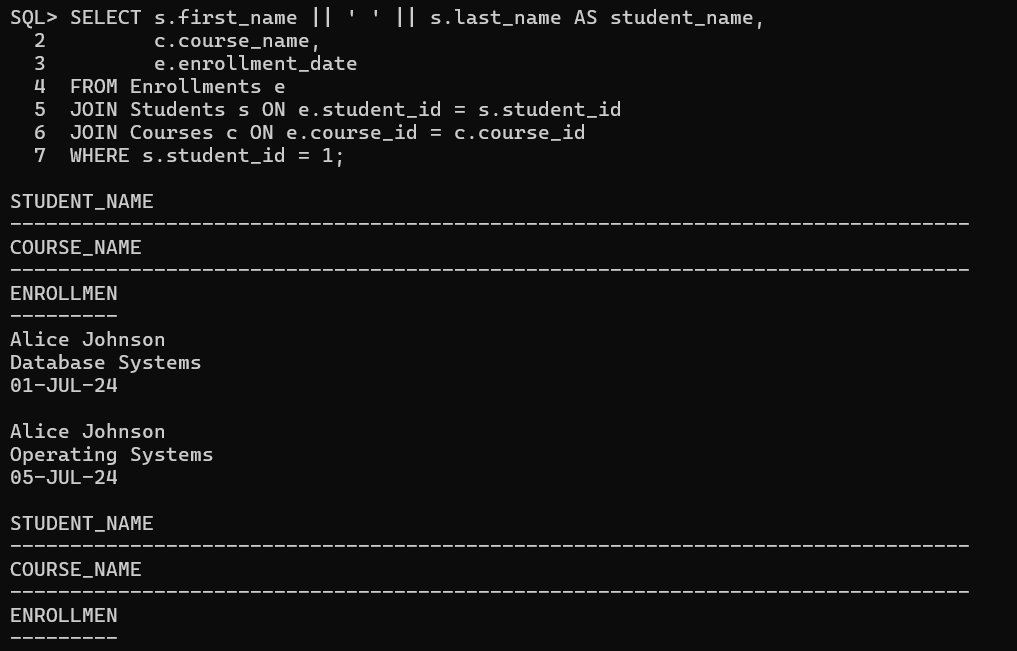 SQL> SELECT s.first_name || ' ' || s.last_name AS student_name,
  2         c.course_name,
  3         e.enrollment_date
  4  FROM Enrollments e
  5  JOIN Students s ON e.student_id = s.student_id
  6  JOIN Courses c ON e.course_id = c.course_id
  7  WHERE s.student_id = 1;

STUDENT_NAME
--------------------------------------------------------------------------------
COURSE_NAME
--------------------------------------------------------------------------------
ENROLLMEN
---------
Alice Johnson
Database Systems
01-JUL-24

Alice Johnson
Operating Systems
05-JUL-24

STUDENT_NAME
--------------------------------------------------------------------------------
COURSE_NAME
--------------------------------------------------------------------------------
ENROLLMEN
---------